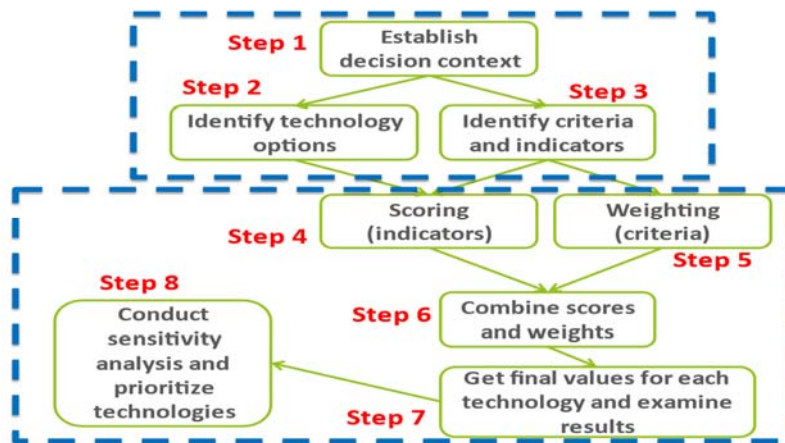 Step 1
Establish
decision context
Step 2
Step 3
Identify technology
options
Identify criteria
and indicators
Scoring
(indicators)
Weighting
(criteria)
Step 4
Step 5
Step 8
Conduct
sensitivity
analysis and
prioritize
technologies
Step 6
Combine scores
and weights
Get final values for each
technology and examine
results
Step 7